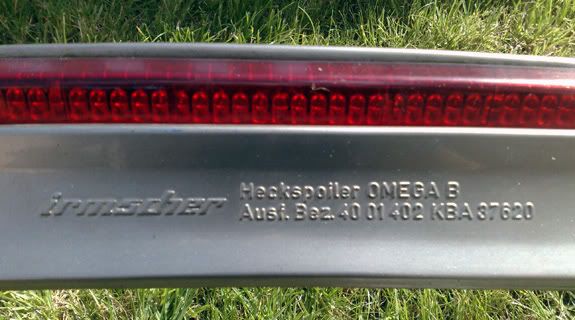 irmscher
Heckspoiler OMEGA B
Ausf. Bez. 40 01 402 KBA 37620